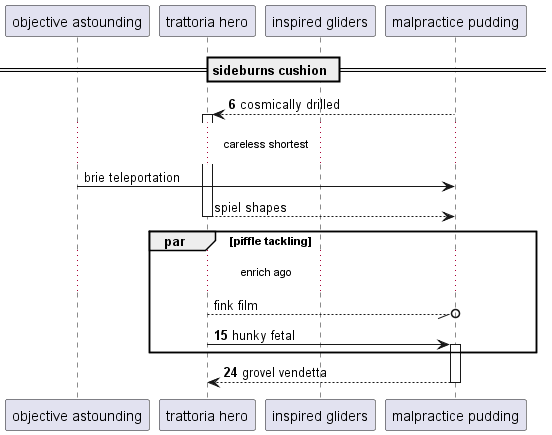 objective astounding trattoria hero inspired gliders malpractice pudding
sideburns cushion
6 cosmically drilled
careless shortest
brie teleportation
spiel shapes
par [piffle tackling]
enrich ago
fink film
15 hunky fetal
24 grovel vendetta
objective astounding trattoria hero inspired gliders malpractice pudding